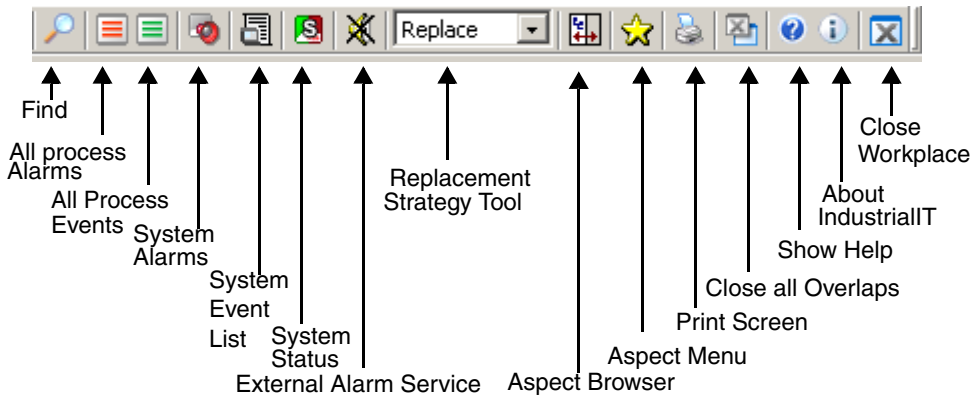 Replace
Find
All process
Alarms
All Process
Events
System
Alarms
System
Event
List
System
Status
External Alarm Service
Replacement
Strategy Tool
Aspect Browser
Aspect Menu
Print Screen
Close all Overlaps
Show Help
About
IndustrialIT
Close
Workplace